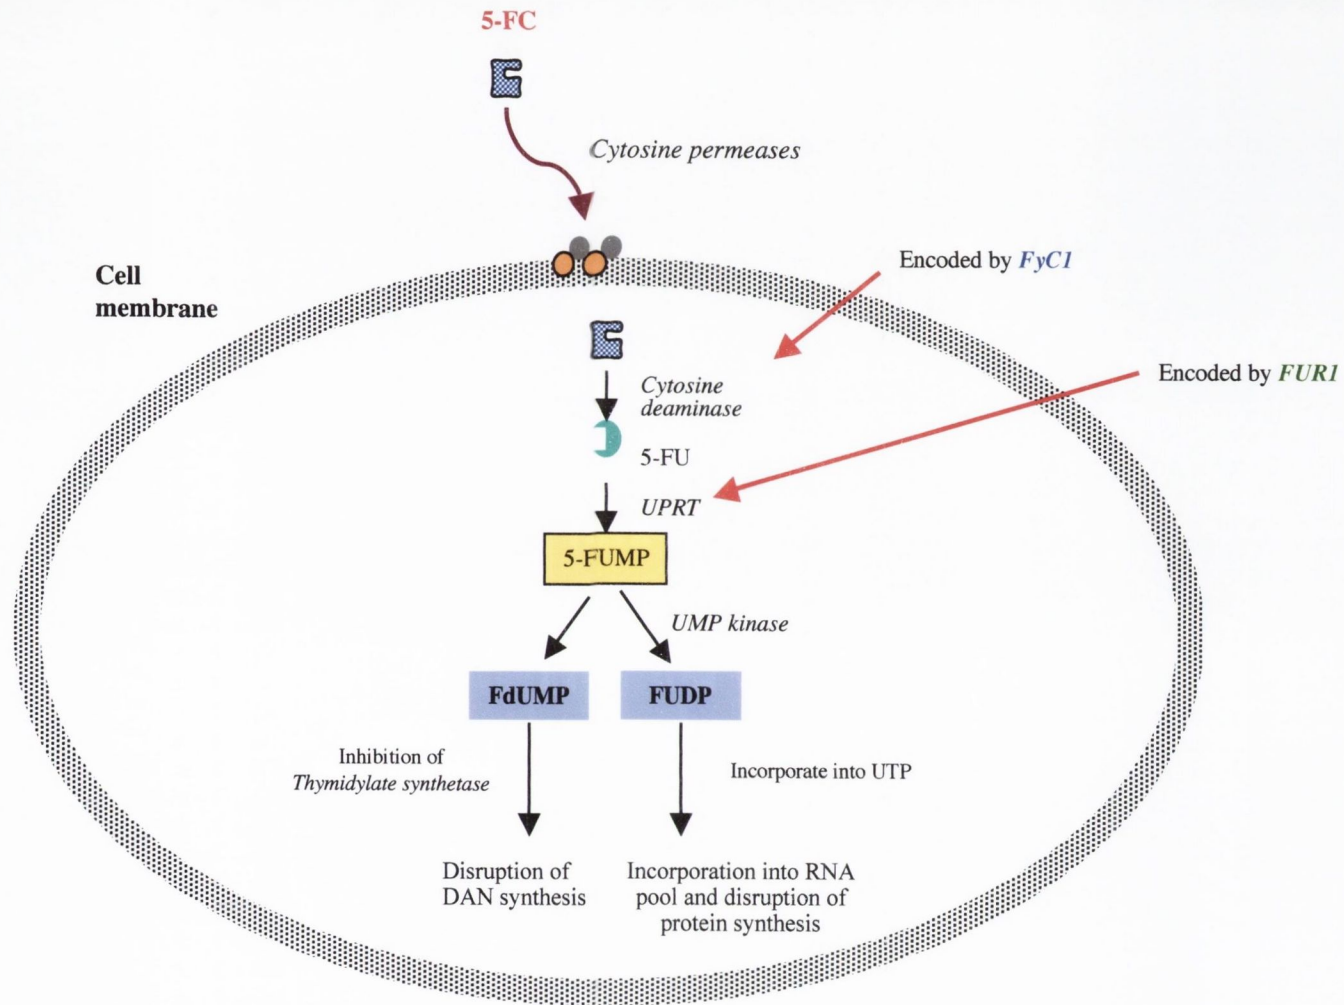 5-FC
Cytosine permeases
Encoded by FyC1
Cell
membrane
Encoded by FUR1
Cytosine
deaminase
5-FU
UPRT
5-FUMP
UMP kinase
FdUMP
FUDP
Inhibition of
Thymidylate synthetase
Incorporate into UTP
Disruption of
DAN synthesis
Incorporation into RNA
pool and disruption of
protein synthesis